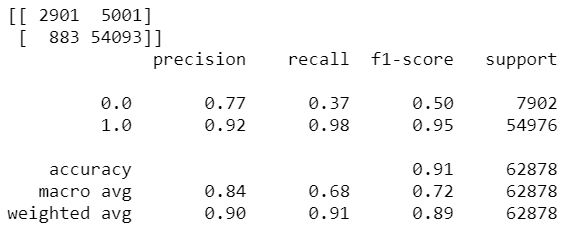 [[ 2901  5001]
 [  883 54093]]
              precision    recall  f1-score   support

         0.0       0.77      0.37      0.50      7902
         1.0       0.92      0.98      0.95     54976

    accuracy                           0.91     62878
   macro avg       0.84      0.68      0.72     62878
weighted avg       0.90      0.91      0.89     62878